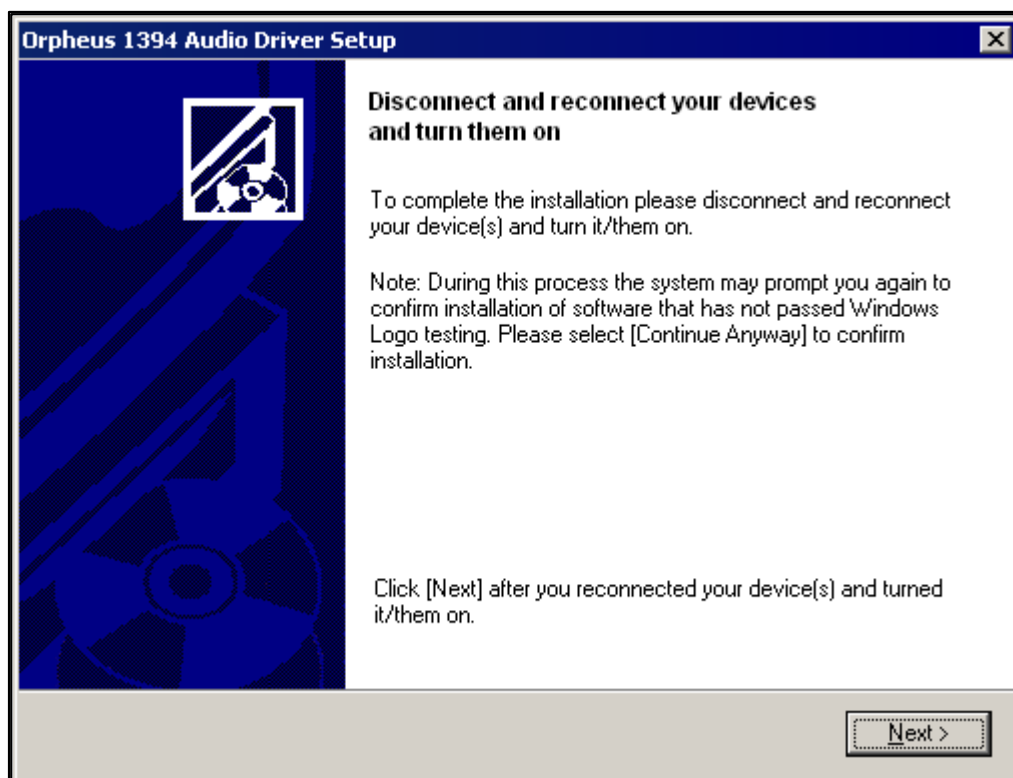 Orpheus 1394 Audio Driver Setup
Disconnect and reconnect your devices
and turn them on
To complete the installation please disconnect and reconnect
your device(s) and turn it/them on.
Note: During this process the system may prompt you again to
confirm installation of software that has not passed Windows
Logo testing. Please select [Continue Anyway] to confirm
installation.
Click [Next] after you reconnected your device(s) and turned
it/them on.
Next >